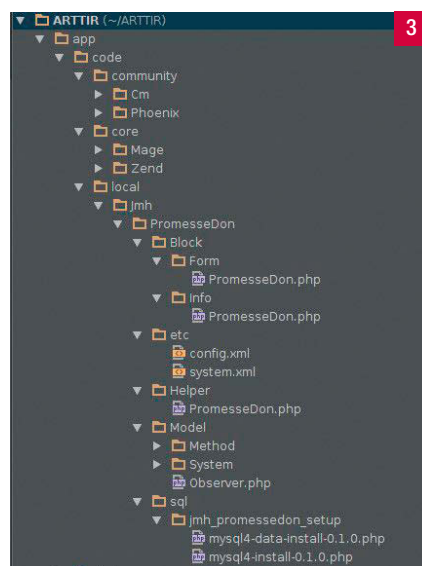 ARTTIR (~/ARTTIR)
3
app
code
community
Cm
Phoenix
core
Mage
Zend
local
Jmh
PromesseDon
Block
Form
PromesseDon.php
Info
PromesseDon.php
etc
config.xml
system.xml
Helper
PromesseDon.php
Model
Method
System
Observer.php
sql
jmh_promessedon_setup
mysql4-data-install-0.1.0.php
mysql4-install-0.1.0.php